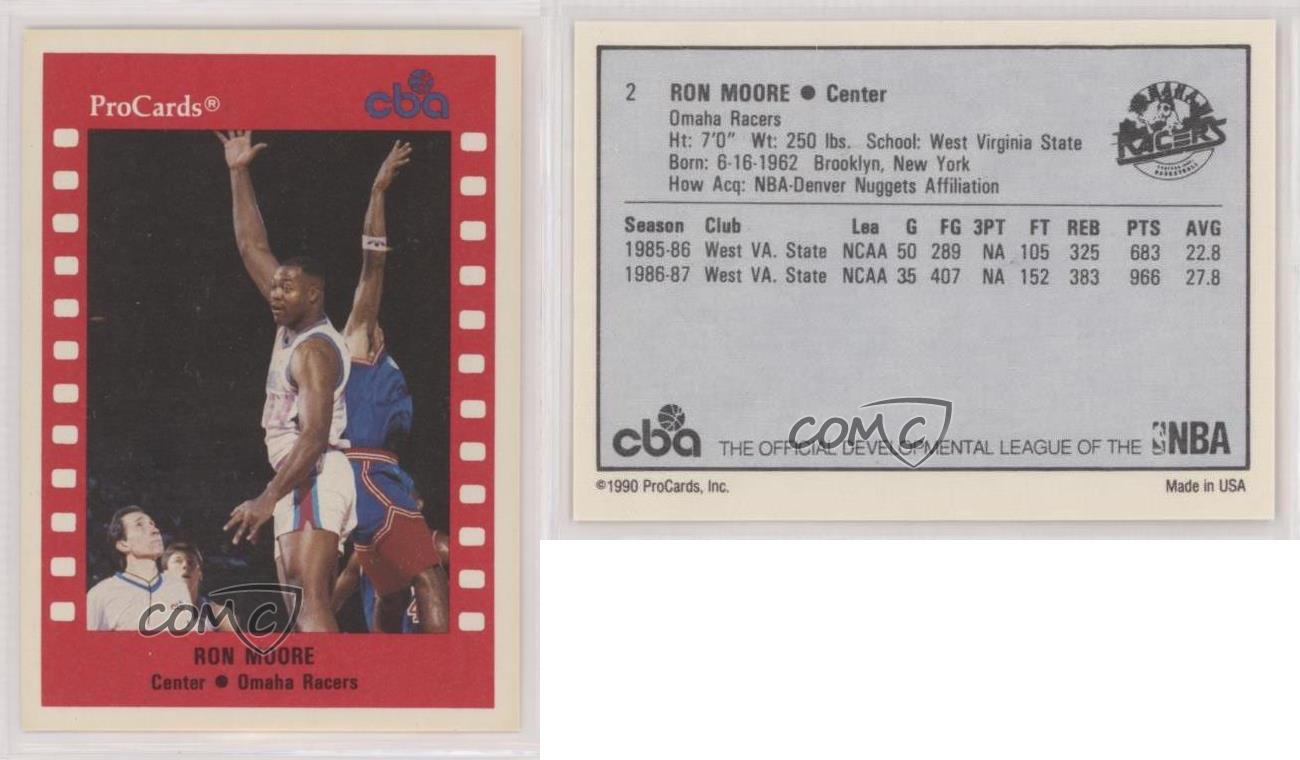 ProCards®
cba
COMC
RON MOORE
Center ● Omaha Racers
2 RON MOORE ● Center
Omaha Racers
Ht: 7'0" Wt: 250 lbs. School: West Virginia State
Born: 6-16-1962 Brooklyn, New York
How Acq: NBA-Denver Nuggets Affiliation
OMAHA
RACERS
BASKETBALL
Season Club Lea G FG 3PT FT REB PTS AVG
1985-86 West VA. State NCAA 50 289 NA 105 325 683 22.8
1986-87 West VA. State NCAA 35 407 NA 152 383 966 27.8
COMC
cba THE OFFICIAL DEVELOPMENTAL LEAGUE OF THE NBA
©1990 ProCards, Inc. Made in USA